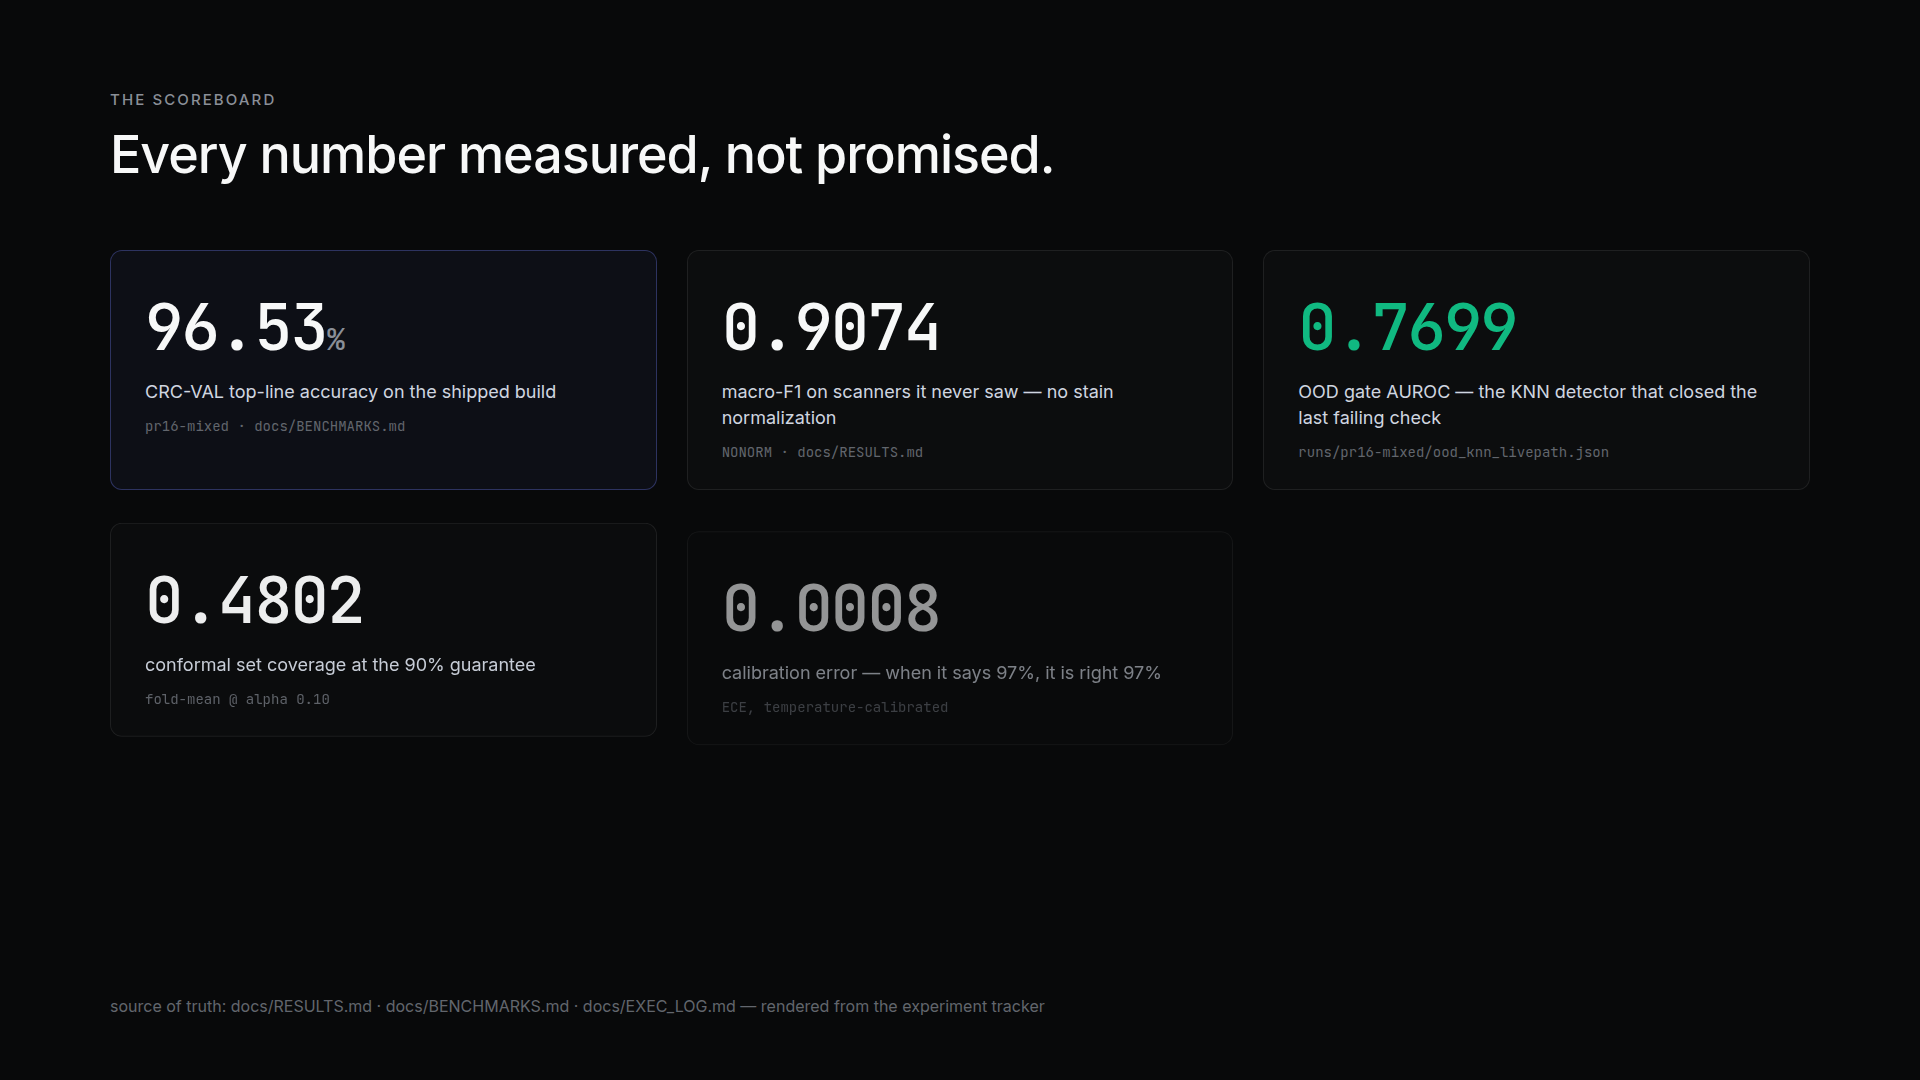 THE SCOREBOARD
Every number measured, not promised.
96.53%
CRC-VAL top-line accuracy on the shipped build
pr16-mixed · docs/BENCHMARKS.md
0.9074
macro-F1 on scanners it never saw — no stain
normalization
NONORM · docs/RESULTS.md
0.7699
OOD gate AUROC — the KNN detector that closed the
last failing check
runs/pr16-mixed/ood_knn_livepath.json
0.4802
conformal set coverage at the 90% guarantee
fold-mean @ alpha 0.10
0.0008
calibration error — when it says 97%, it is right 97%
ECE, temperature-calibrated
source of truth: docs/RESULTS.md · docs/BENCHMARKS.md · docs/EXEC_LOG.md — rendered from the experiment tracker